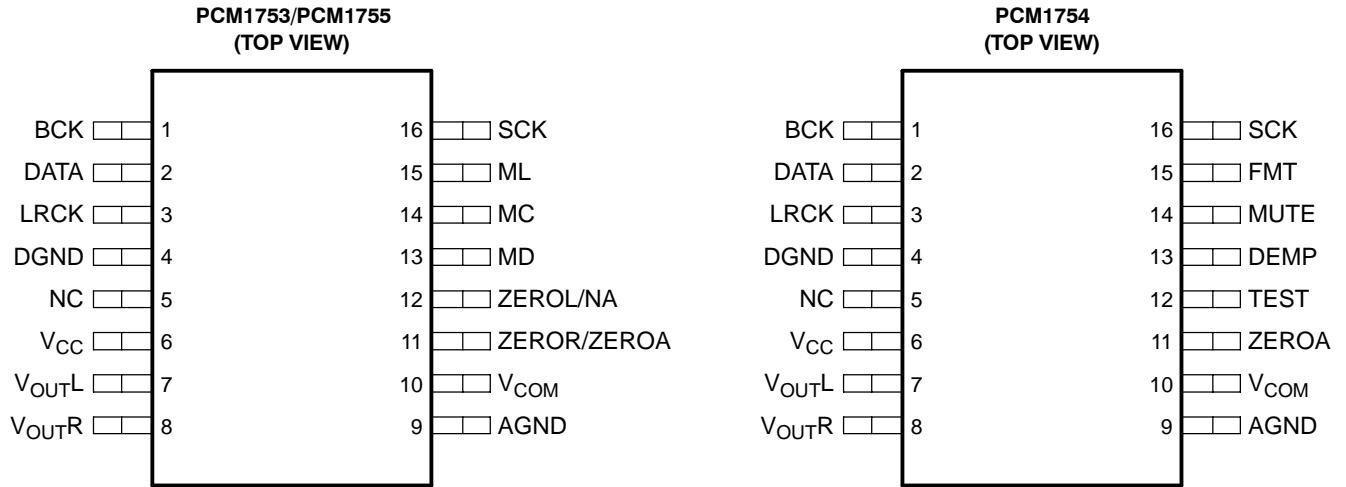 PCM1753/PCM1755
(TOP VIEW)
BCK 1 16 SCK
DATA 2 15 ML
LRCK 3 14 MC
DGND 4 13 MD
NC 5 12 ZEROL/NA
VCC 6 11 ZEROR/ZEROA
VOUTL 7 10 VCOM
VOUTR 8 9 AGND
PCM1754
(TOP VIEW)
BCK 1 16 SCK
DATA 2 15 FMT
LRCK 3 14 MUTE
DGND 4 13 DEMP
NC 5 12 TEST
VCC 6 11 ZEROA
VOUTL 7 10 VCOM
VOUTR 8 9 AGND